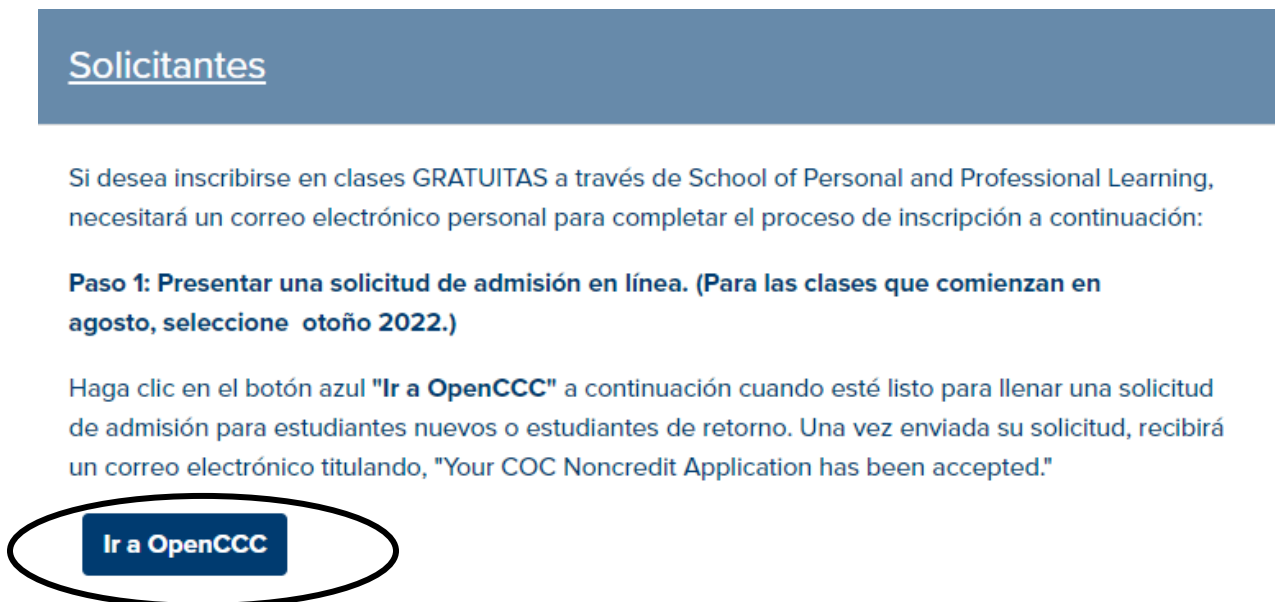 Solicitantes
Si desea inscribirse en clases GRATUITAS a través de School of Personal and Professional Learning,
necesitará un correo electrónico personal para completar el proceso de inscripción a continuación:
Paso 1: Presentar una solicitud de admisión en línea. (Para las clases que comienzan en
agosto, seleccione  otoño 2022.)
Haga clic en el botón azul "Ir a OpenCCC" a continuación cuando esté listo para llenar una solicitud
de admisión para estudiantes nuevos o estudiantes de retorno. Una vez enviada su solicitud, recibirá
un correo electrónico titulando, "Your COC Noncredit Application has been accepted."
Ir a OpenCCC